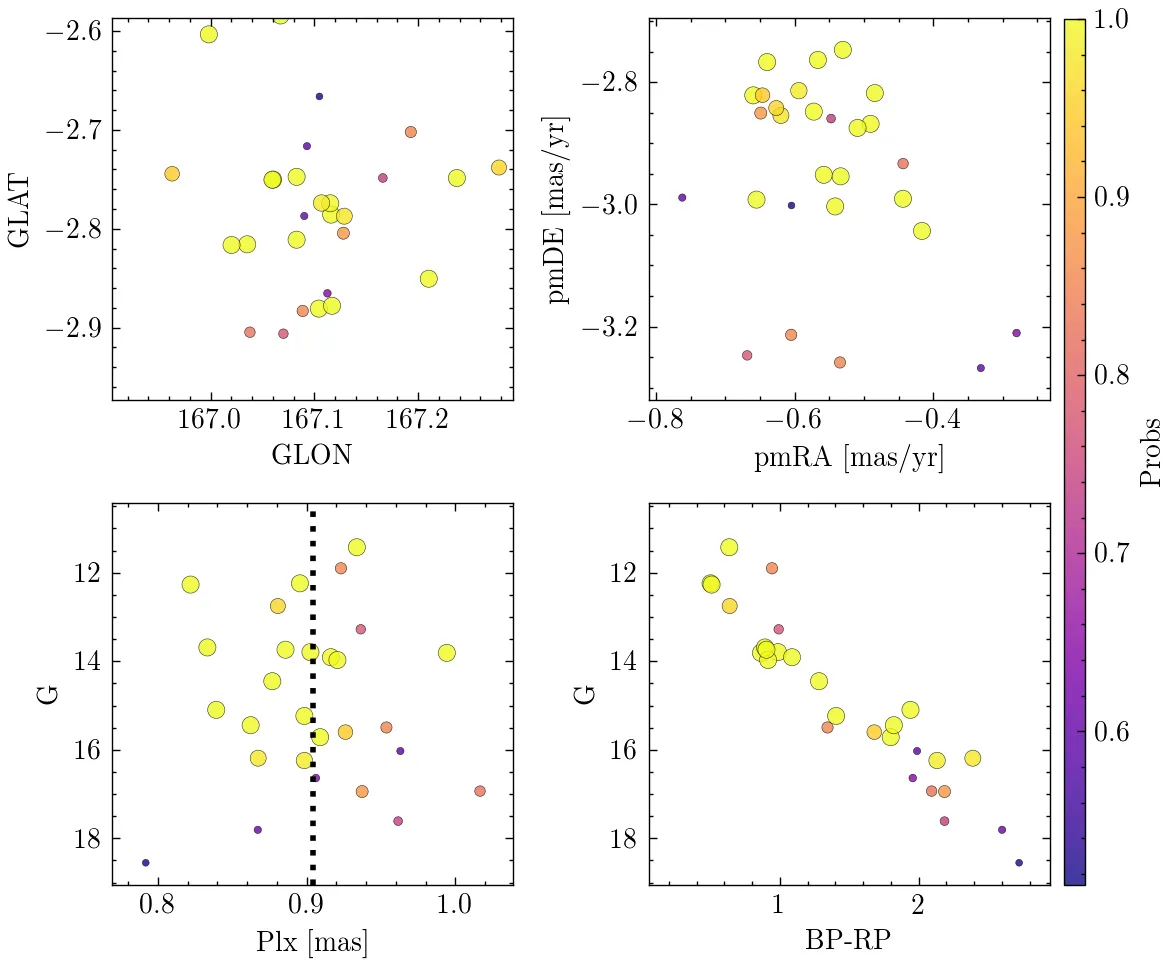 −2.6
−2.7
−2.8
−2.9
GLAT
167.0 167.1 167.2
GLON
−2.8
−3.0
−3.2
pmDE [mas/yr]
−0.8 −0.6 −0.4
pmRA [mas/yr]
12
14
16
18
G
0.8 0.9 1.0
Plx [mas]
12
14
16
18
G
1 2
BP-RP
1.0
0.9
0.8
0.7
0.6
Probs